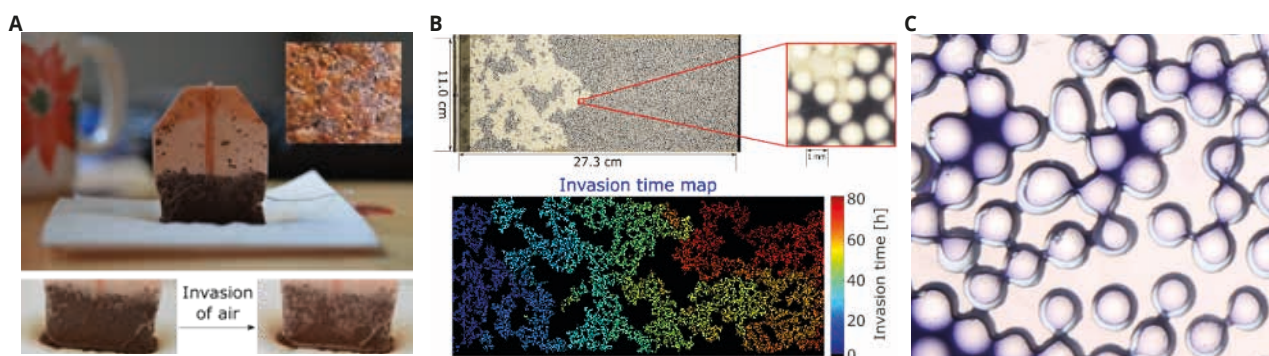 A
Invasion
of air
B
11.0 cm
27.3 cm
1 mm
Invasion time map
80
60
40
20
0
Invasion time [h]
C